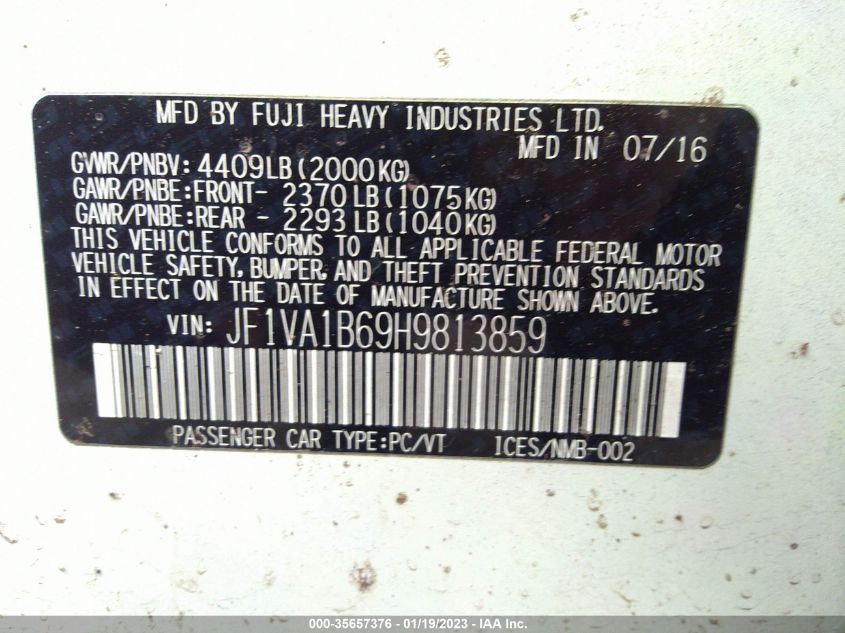 MFD BY FUJI HEAVY INDUSTRIES LTD.
MFD IN 07/16
GVWR/PNBV: 4409LB (2000KG)
GAWR/PNBE: FRONT- 2370 LB (1075KG)
GAWR/PNBE: REAR - 2293 LB (1040KG)
THIS VEHICLE CONFORMS TO ALL APPLICABLE FEDERAL MOTOR
VEHICLE SAFETY, BUMPER, AND THEFT PREVENTION STANDARDS
IN EFFECT ON THE DATE OF MANUFACTURE SHOWN ABOVE.
VIN: JF1VA1B69H9813859
PASSENGER CAR TYPE:PC/VT ICES/NMB-002
000-35657376 - 01/19/2023 - IAA Inc.